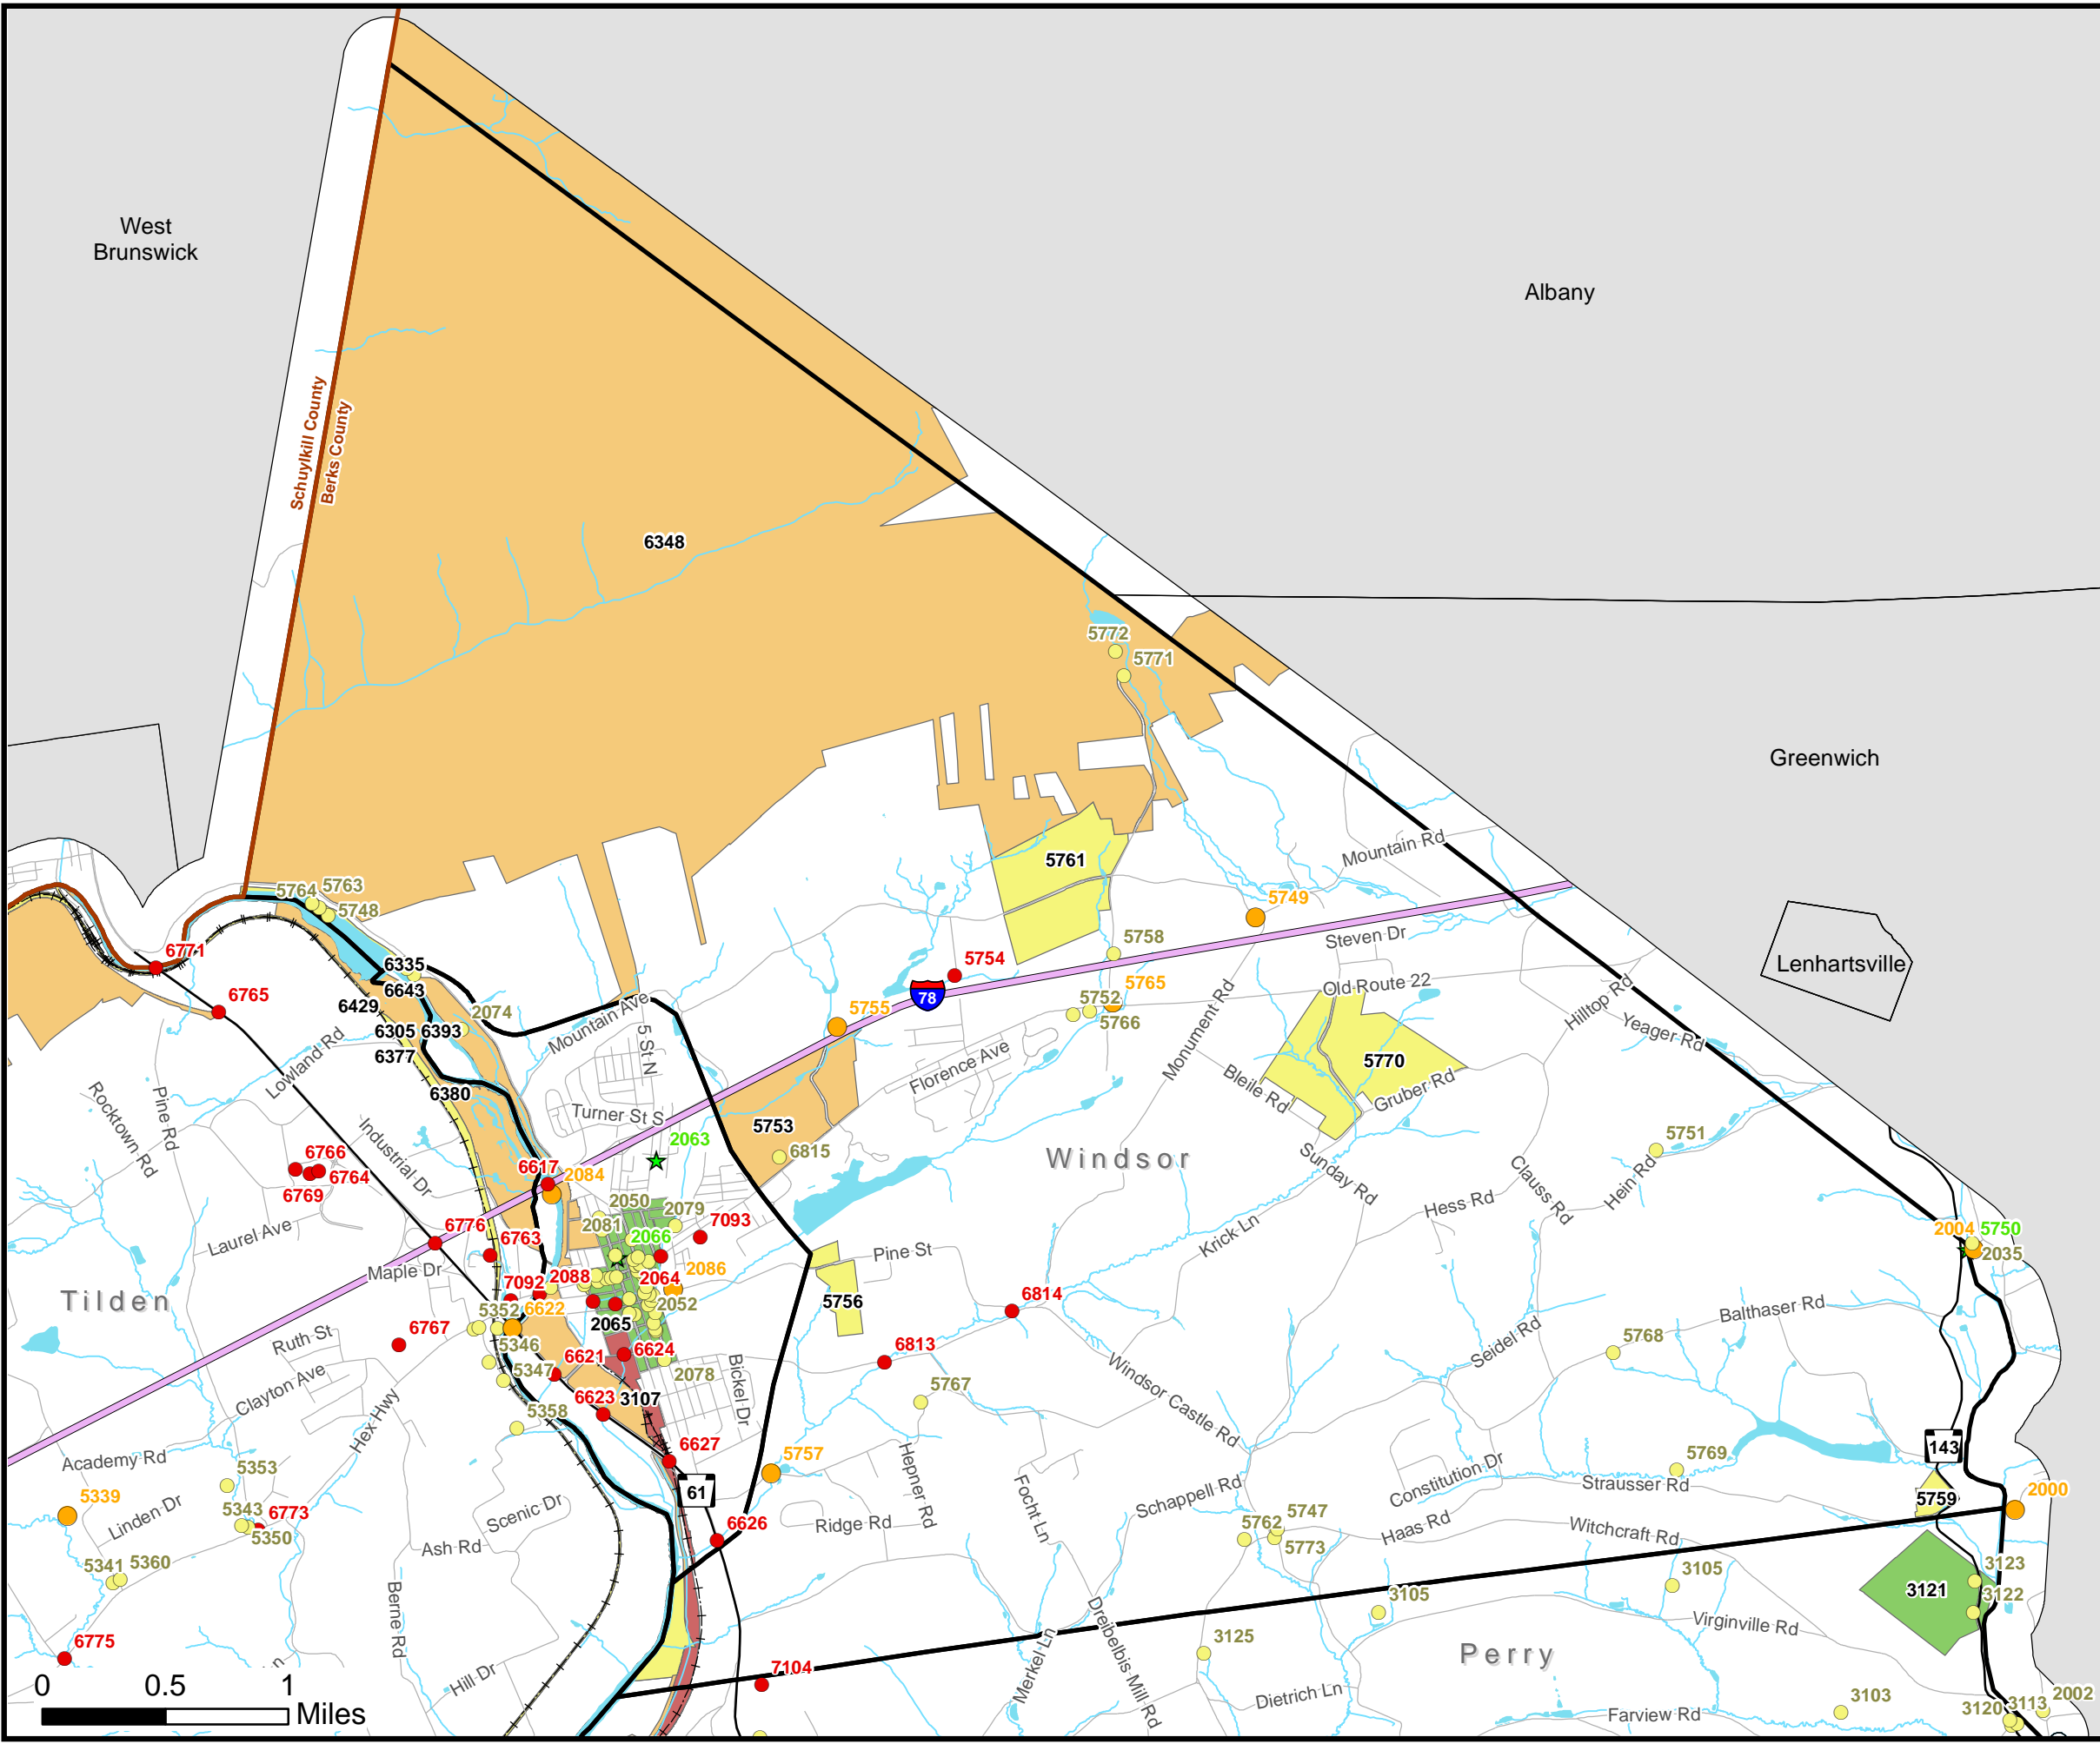 West
Brunswick
Albany
Schuylkill County
Berks County
6348
5772
5771
Greenwich
Mountain Rd
5761
5764
5763
5748
5749
Steven Dr
5758
6771
6335
5754
Lenhartsville
6643
6765
6429
2074
Mountain Ave
78
5765
5752
5766
Old Route 22
Hilltop Rd
Yeager Rd
5755
6305
6393
6377
Lowland Rd
5 St N
Monument Rd
5770
Florence Ave
Bleile Rd
Gruber Rd
6380
Rocktown Rd
Pine Rd
Industrial Dr
Turner St S
5753
2063
6815
Windsor
5751
6766
6764
6769
6617
2084
Sunday Rd
Clauss Rd
Hein Rd
Hess Rd
Krick Ln
2050
2079
7093
2081
2066
6776
6763
Laurel Ave
Maple Dr
Pine St
2004
5750
2035
2088
2064
2086
7092
5352
6622
2052
2065
5756
6814
Tilden
Ruth St
6767
5346
5347
6621
6624
2078
6813
Balthaser Rd
5768
Seidel Rd
Windsor Castle Rd
Clayton Ave
Hex Hwy
6623
3107
Bickel Dr
5767
5358
6627
5757
Hepner Rd
143
5769
Academy Rd
5353
61
Focht Ln
Schappell Rd
Constitution Dr
Strausser Rd
5759
2000
5339
Linden Dr
5343
6773
5350
Scenic Dr
Ash Rd
6626
Ridge Rd
5762
5747
5773
Haas Rd
Witchcraft Rd
5341
5360
Berne Rd
3105
3105
3121
3123
3122
Dreibelbis Mill Rd
Virginville Rd
6775
3125
Perry
Merkel Ln
7104
Hill Dr
Dietrich Ln
3103
Farview Rd
3120
3113
2002
0
0.5
1
Miles